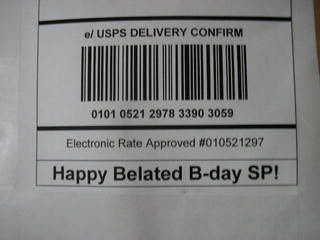 e/ USPS DELIVERY CONFIRM
0101 0521 2978 3390 3059
Electronic Rate Approved #010521297
Happy Belated B-day SP!